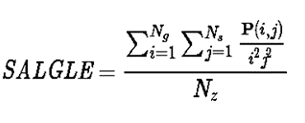 SALGLE = \frac{\sum_{i=1}^{N_g} \sum_{j=1}^{N_s} \frac{\mathbf{P}(i,j)}{i^2 j^2}}{N_z}